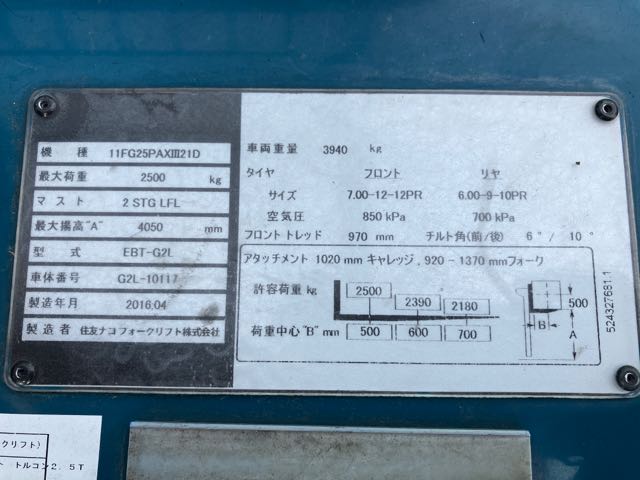 機種 11FG25PAXⅢ21D
最大荷重 2500 kg
マスト 2 STG LFL
最大揚高"A" 4050 mm
型式 EBT-G2L
車体番号 G2L-10117
製造年月 2016:04
製造者 住友ナコ フォークリフト株式会社
車両重量 3940 kg
タイヤ フロント リヤ
サイズ 7.00-12-12PR 6.00-9-10PR
空気圧 850 kPa 700 kPa
フロントトレッド 970 mm チルト角(前/後) 6°/ 10°
アタッチメント 1020 mm キャレッジ, 920 - 1370 mmフォーク
許容荷重 kg 2500 2390 2180
荷重中心 "B" mm 500 600 700
500
B
A
524327681.1
クリフト)
トルコン2.5T